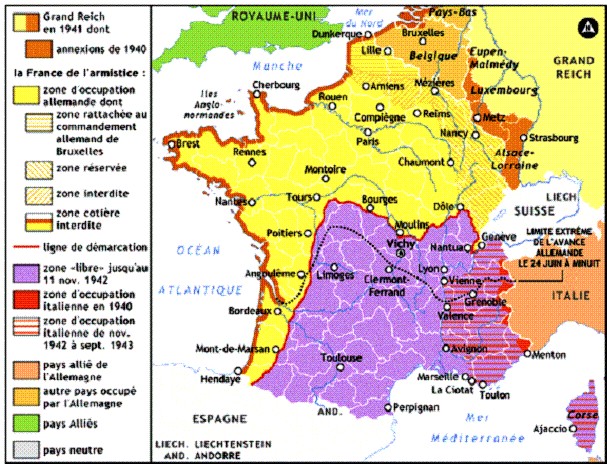 Grand Reich
en 1941 dont
annexions de 1940
la France de l'armistice :
zone d'occupation
allemande dont
zone rattachée au
commandement
allemand de
Bruxelles
zone réservée
zone interdite
zone cotière
interdite
ligne de démarcation
zone «libre» jusqu'au
11 nov. 1942
zone d'occupation
italienne en 1940
zone d'occupation
italienne de nov.
1942 à sept. 1943
pays allié de
l'Allemagne
autre pays occupé
par l'Allemagne
pays Alliés
pays neutre
ROYAUME-UNI
Mer
du Nord
Pays-Bas
Dunkerque
Bruxelles
Lille
Belgique
Eupen-
Malmédy
GRAND
REICH
Manche
Cherbourg
Iles
Anglo-
normandes
Amiens
Mézières
Luxembourg
Rouen
Compiègne
Reims
Metz
Brest
Paris
Nancy
Strasbourg
Alsace-
Lorraine
Rennes
Chaumont
Montoire
Nantes
Tours
Bourges
Dôle
LIECH.
SUISSE
Poitiers
Moulins
Vichy
Nantua
Genève
LIMITE EXTRÊME
DE L'AVANCE
ALLEMANDE
LE 24 JUIN À MINUIT
OCÉAN
ATLANTIQUE
Angoulême
Limoges
Clermont-
Ferrand
Lyon
Vienne
Grenoble
ITALIE
Bordeaux
Valence
Mont-de-Marsan
Toulouse
Avignon
Menton
Hendaye
Marseille
La Ciotat
Toulon
ESPAGNE
AND.
Perpignan
Mer
Méditerranée
Corse
Ajaccio
LIECH. LIECHTENSTEIN
AND. ANDORRE